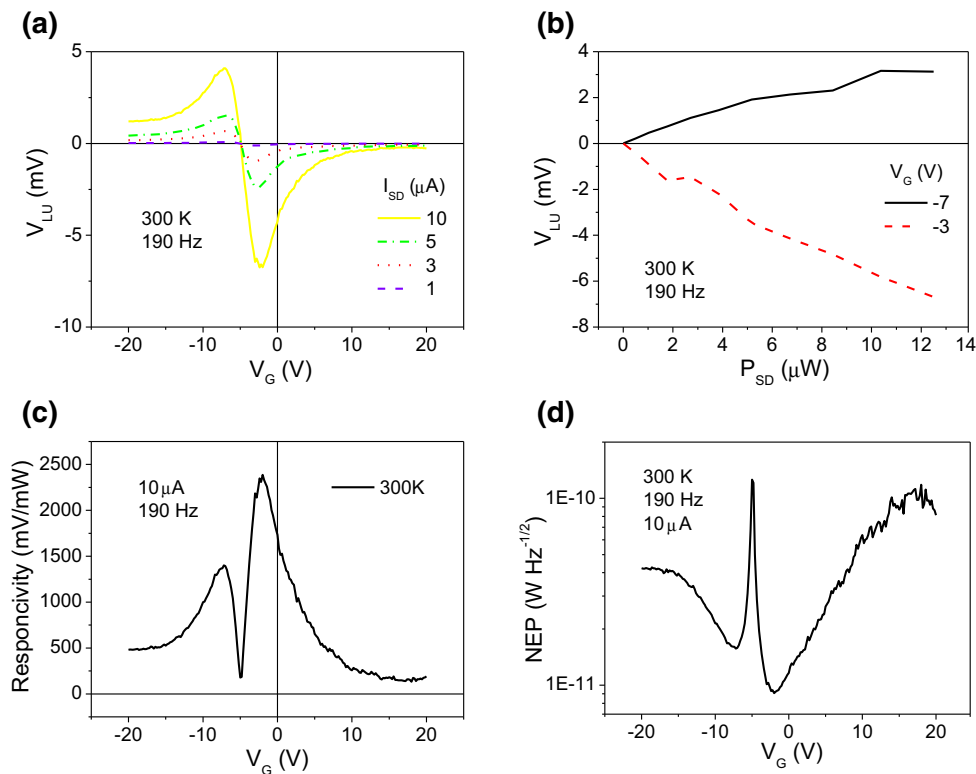 (a)
5
0
-5
-10
V_LU (mV)
-20 -10 0 10 20
V_G (V)
300 K
190 Hz
I_SD (μA)
10
5
3
1
(b)
4
2
0
-2
-4
-6
-8
V_LU (mV)
0 2 4 6 8 10 12 14
P_SD (μW)
V_G (V)
-7
-3
300 K
190 Hz
(c)
2500
2000
1500
1000
500
0
Responcivity (mV/mW)
-20 -10 0 10 20
V_G (V)
10 μA
190 Hz
300K
(d)
1E-10
1E-11
NEP (W Hz^-1/2)
-20 -10 0 10 20
V_G (V)
300 K
190 Hz
10 μA